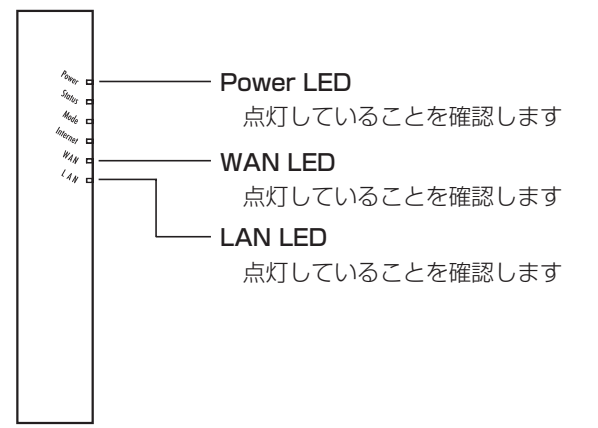 Power
Status
Mode
Internet
WAN
LAN
Power LED
点灯していることを確認します
WAN LED
点灯していることを確認します
LAN LED
点灯していることを確認します